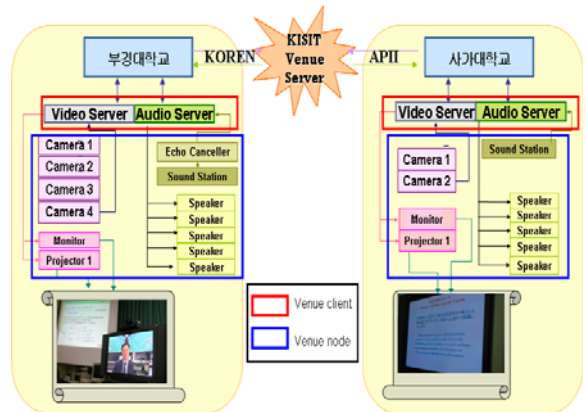 부경대학교
KOREN
KISIT
Venue
Server
APII
사가대학교
Video Server
Audio Server
Camera 1
Camera 2
Camera 3
Camera 4
Echo Canceller
Sound Station
Speaker
Speaker
Speaker
Speaker
Speaker
Monitor
Projector 1
Video Server
Audio Server
Camera 1
Camera 2
Sound Station
Speaker
Speaker
Speaker
Speaker
Speaker
Monitor
Projector 1
Venue client
Venue node